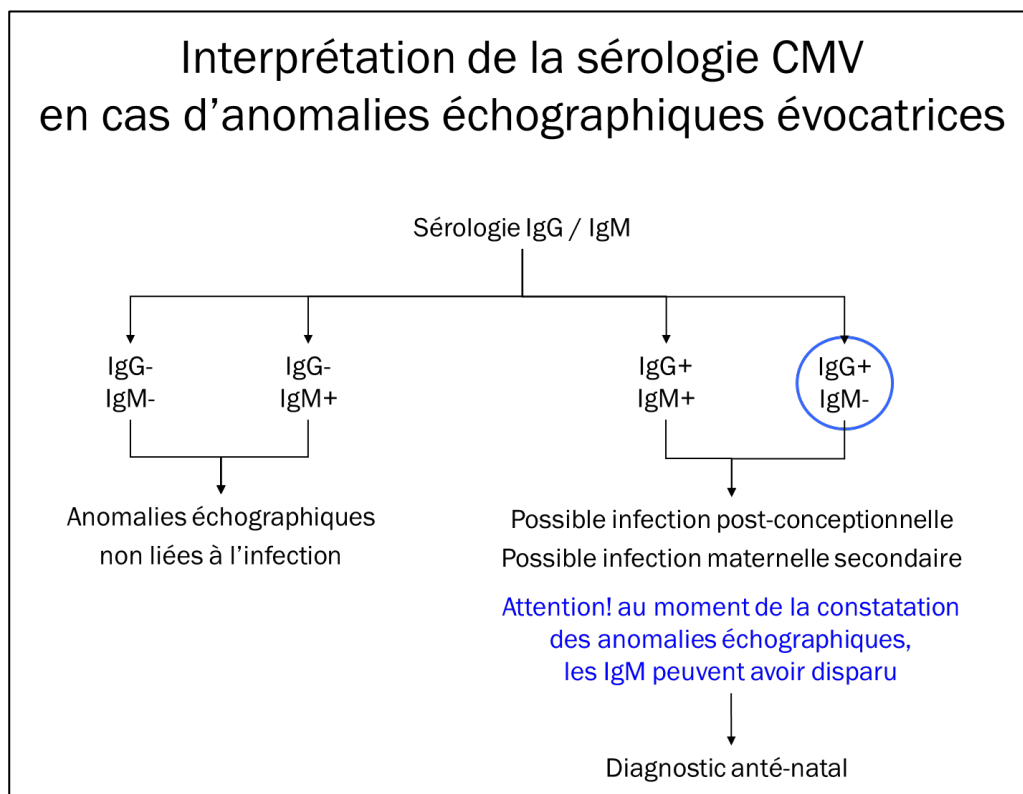 Interprétation de la sérologie CMV
en cas d'anomalies échographiques évocatrices
Sérologie IgG / IgM
IgG-
IgM-
IgG-
IgM+
IgG+
IgM+
IgG+
IgM-
Anomalies échographiques
non liées à l'infection
Possible infection post-conceptionnelle
Possible infection maternelle secondaire
Attention! au moment de la constatation
des anomalies échographiques,
les IgM peuvent avoir disparu
Diagnostic anté-natal